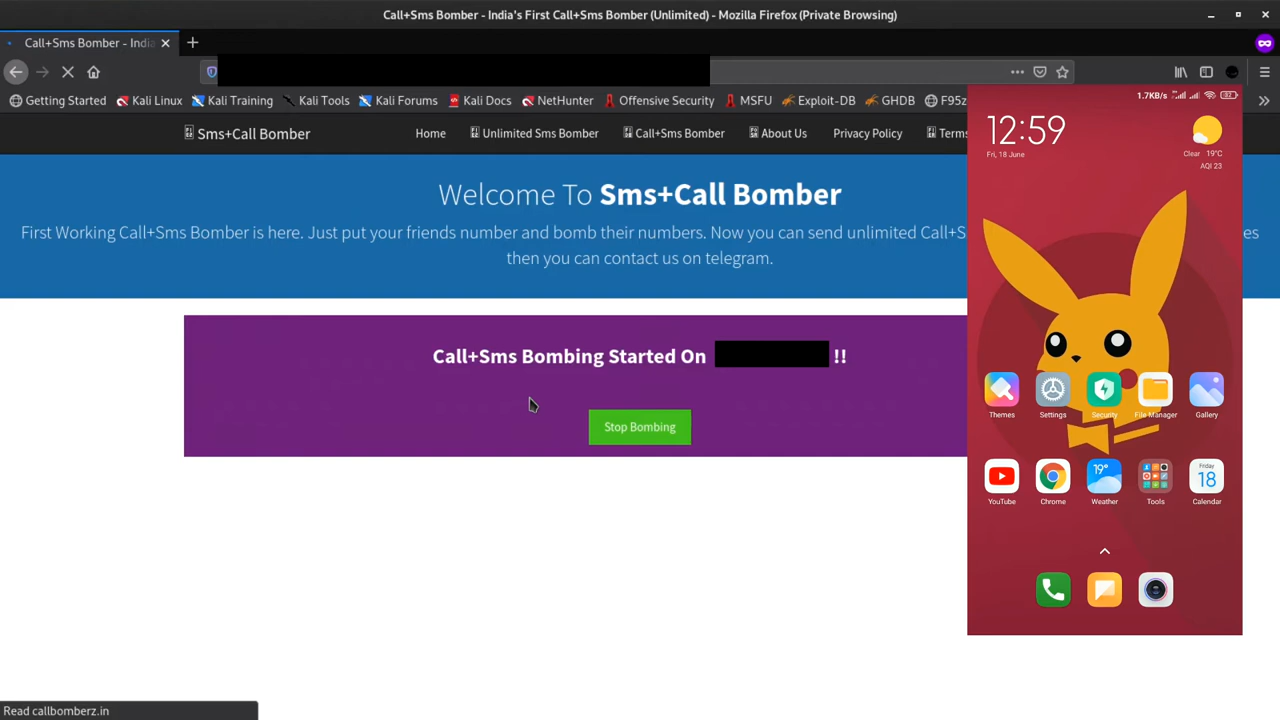 Call+Sms Bomber - India's First Call+Sms Bomber (Unlimited) - Mozilla Firefox (Private Browsing)
Call+Sms Bomber - India
Getting Started Kali Linux Kali Training Kali Tools Kali Forums Kali Docs NetHunter Offensive Security MSFU Exploit-DB GHDB F95z
Sms+Call Bomber Home Unlimited Sms Bomber Call+Sms Bomber About Us Privacy Policy Terms
Welcome To Sms+Call Bomber
First Working Call+Sms Bomber is here. Just put your friends number and bomb their numbers. Now you can send unlimited Call+S es
then you can contact us on telegram.
Call+Sms Bombing Started On !!
Stop Bombing
Read callbomberz.in
1.7KB/s
12:59
Fri, 18 June
Clear 19°C
AQI 23
Themes Settings Security File Manager Gallery
19°
Friday
18
YouTube Chrome Weather Tools Calendar